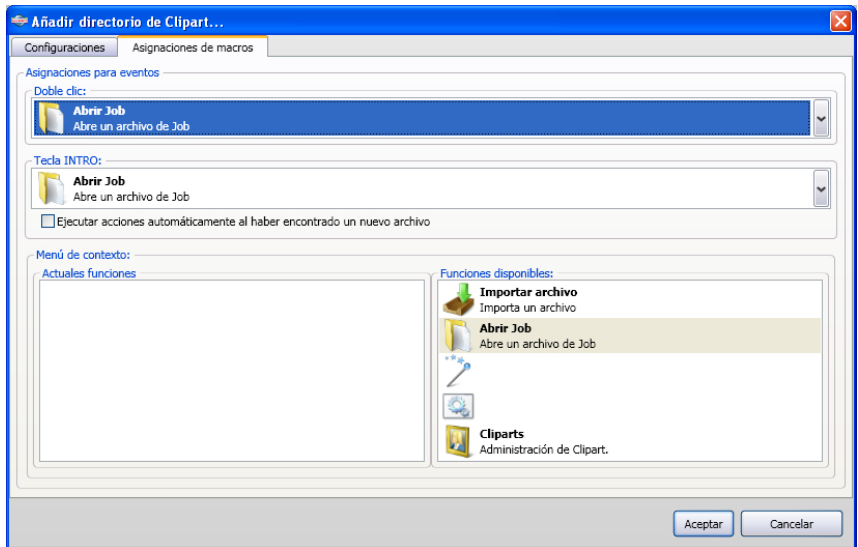 Añadir directorio de Clipart...
Configuraciones
Asignaciones de macros
Asignaciones para eventos
Doble clic:
Abrir Job
Abre un archivo de Job
Tecla INTRO:
Abrir Job
Abre un archivo de Job
Ejecutar acciones automáticamente al haber encontrado un nuevo archivo
Menú de contexto:
Actuales funciones
Funciones disponibles:
Importar archivo
Importa un archivo
Abrir Job
Abre un archivo de Job
Cliparts
Administración de Clipart.
Aceptar
Cancelar